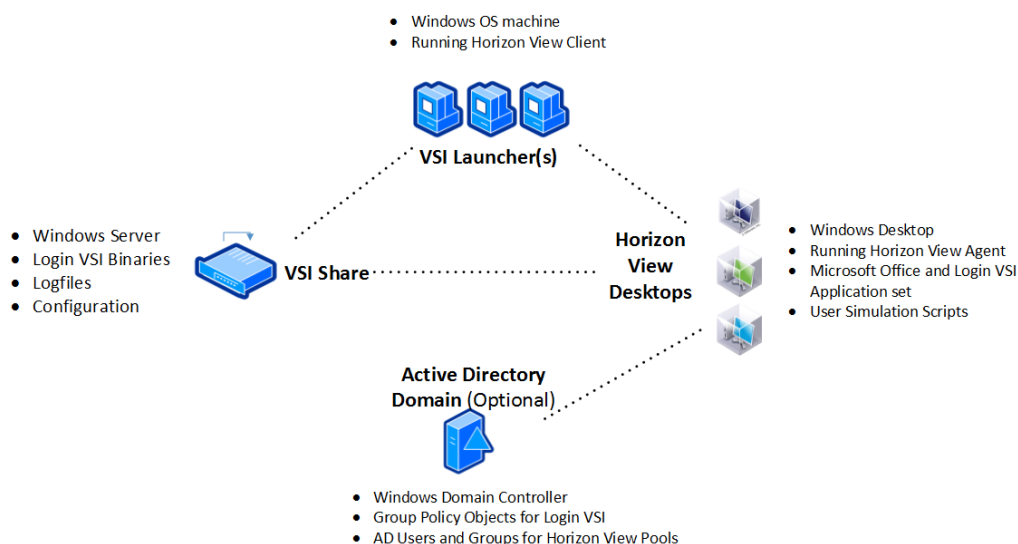 ● Windows OS machine
● Running Horizon View Client
VSI Launcher(s)
● Windows Server
● Login VSI Binaries
● Logfiles
● Configuration
VSI Share
Horizon
View
Desktops
● Windows Desktop
● Running Horizon View Agent
● Microsoft Office and Login VSI
Application set
● User Simulation Scripts
Active Directory
Domain (Optional)
● Windows Domain Controller
● Group Policy Objects for Login VSI
● AD Users and Groups for Horizon View Pools